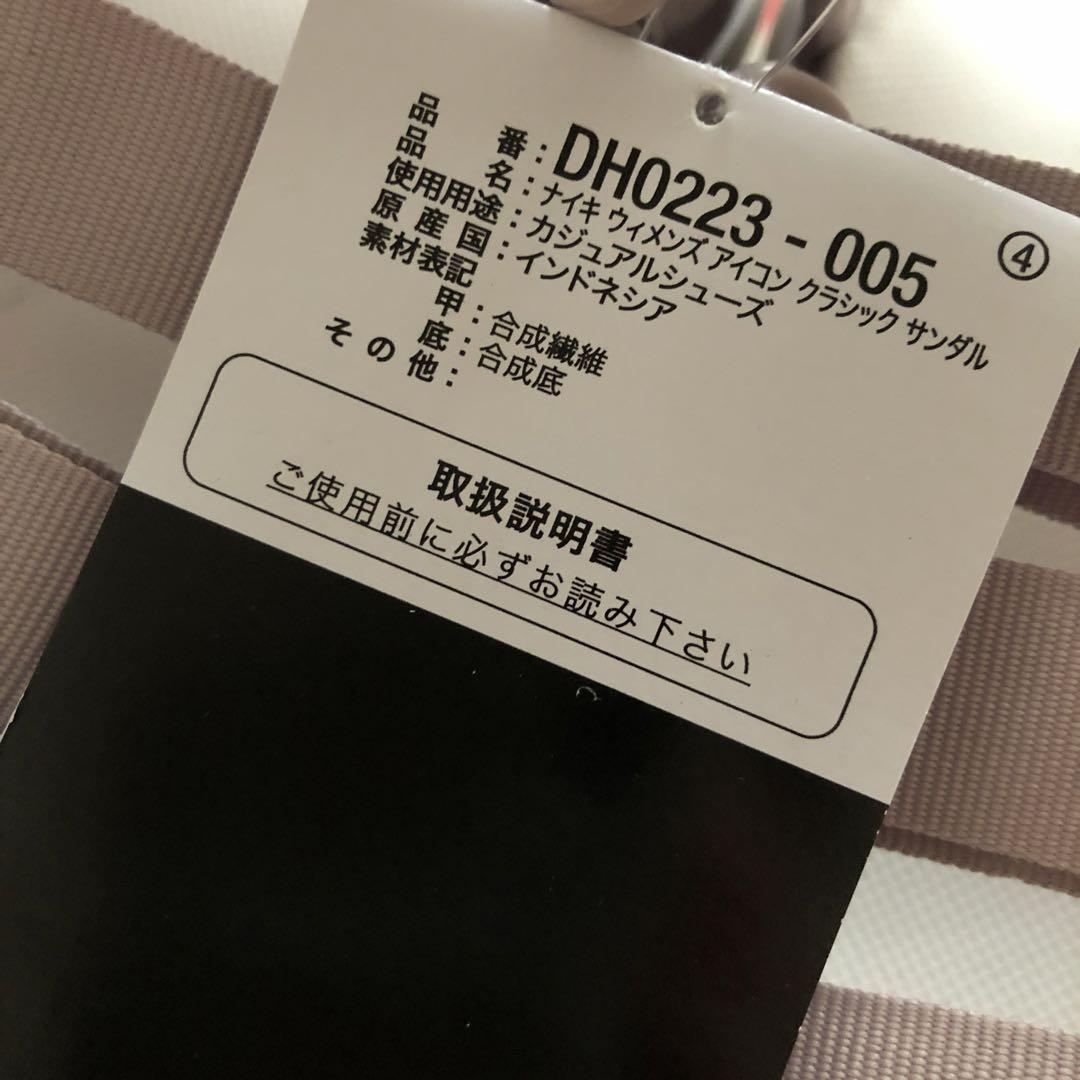 ④
品番:DH0223-005
品名:ナイキ ウィメンズ アイコン クラシック サンダル
使用用途:カジュアルシューズ
原産国:インドネシア
素材表記
甲:合成繊維
底:合成底
その他:
取扱説明書
ご使用前に必ずお読み下さい